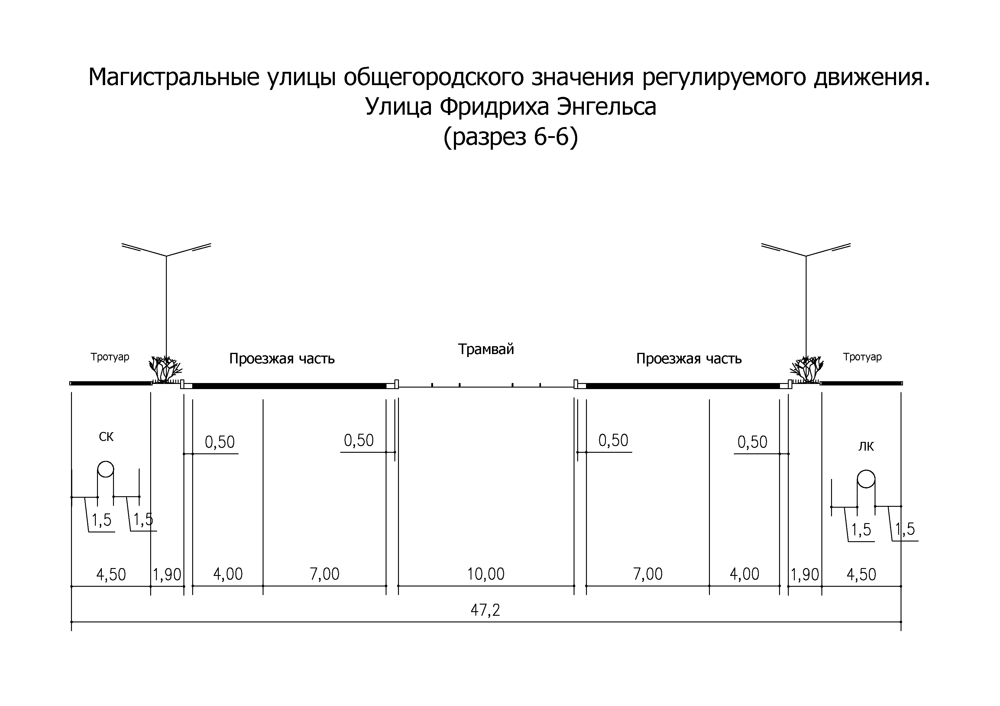 Магистральные улицы общегородского значения регулируемого движения.
Улица Фридриха Энгельса
(разрез 6-6)
Трамвай
Тротуар
Проезжая часть
Проезжая часть
Тротуар
СК
ЛК
0,50
0,50
0,50
0,50
1,5
1,5
1,5
1,5
4,50
1,90
4,00
7,00
10,00
7,00
4,00
1,90
4,50
47,2